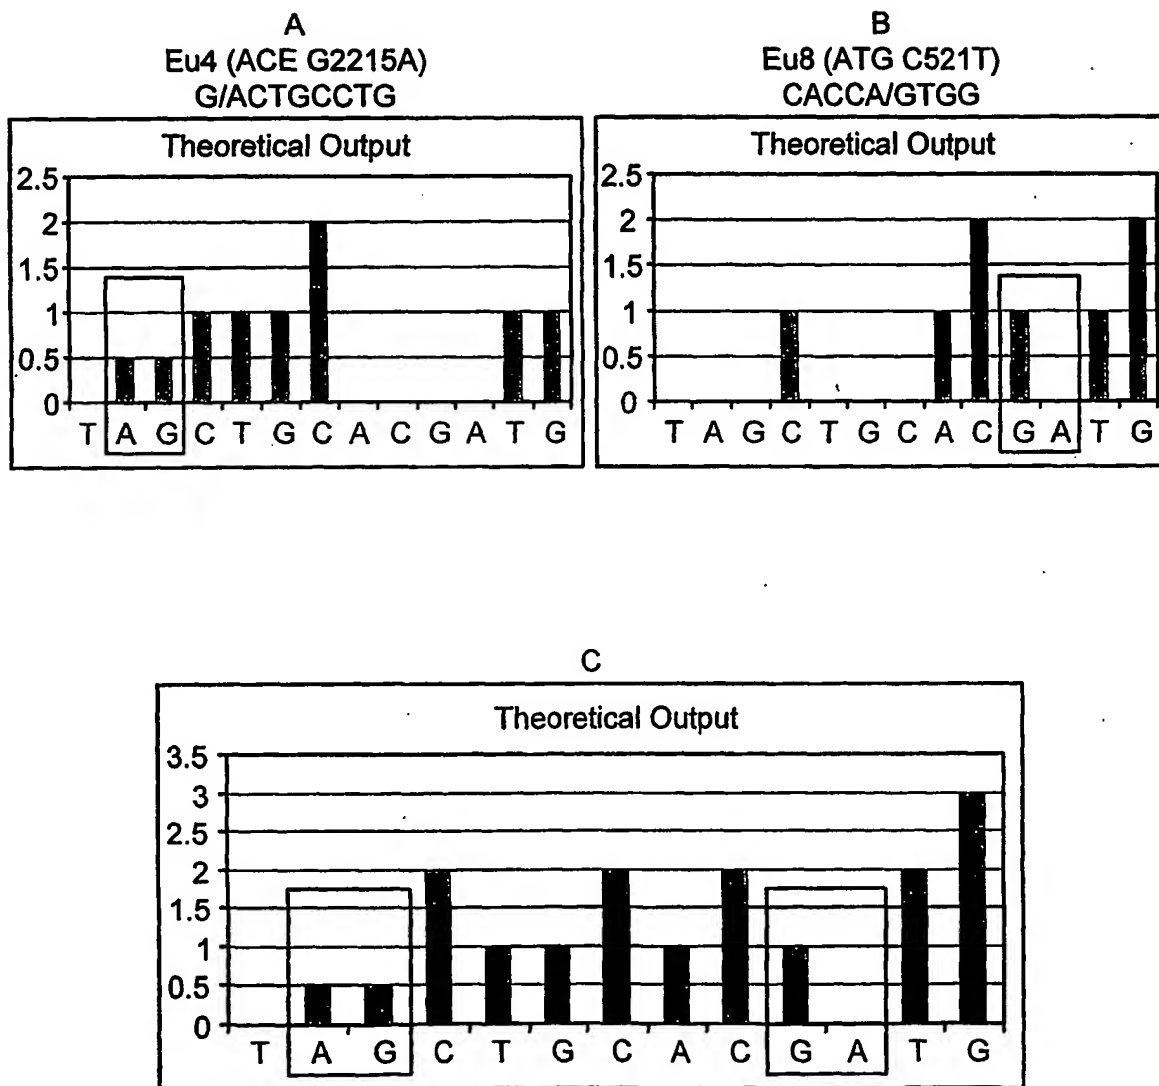 A
Eu4 (ACE G2215A)
G/ACTGCCTG
Theoretical Output
2.5
2
1.5
1
0.5
0
T A G C T G C A C G A T G
B
Eu8 (ATG C521T)
CACCA/GTGG
Theoretical Output
2.5
2
1.5
1
0.5
0
T A G C T G C A C G A T G
C
Theoretical Output
3.5
3
2.5
2
1.5
1
0.5
0
T A G C T G C A C G A T G